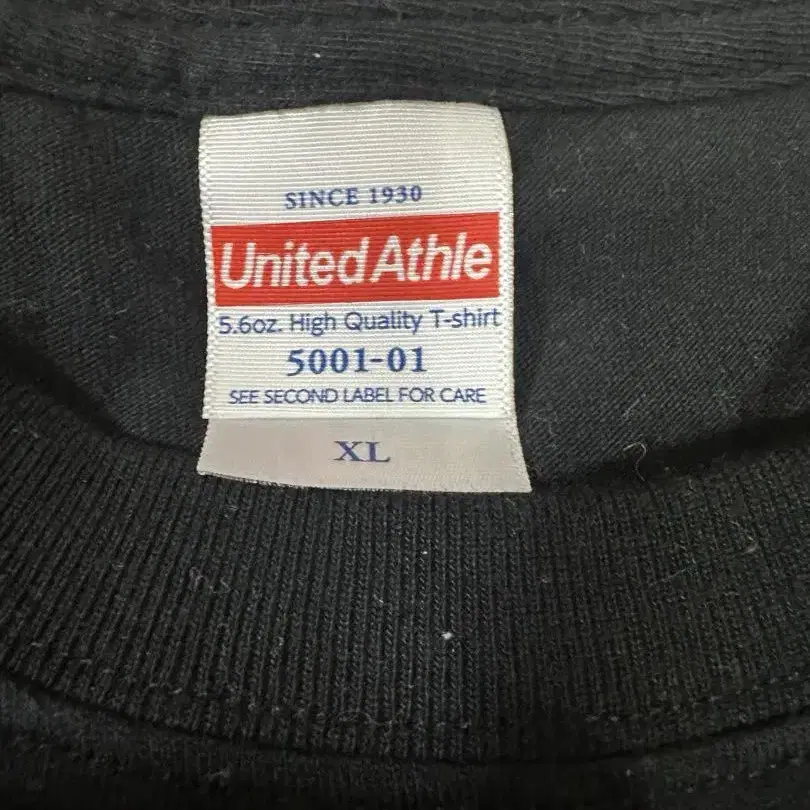 SINCE 1930
United Athle
5.6oz. High Quality T-shirt
5001-01
SEE SECOND LABEL FOR CARE
XL